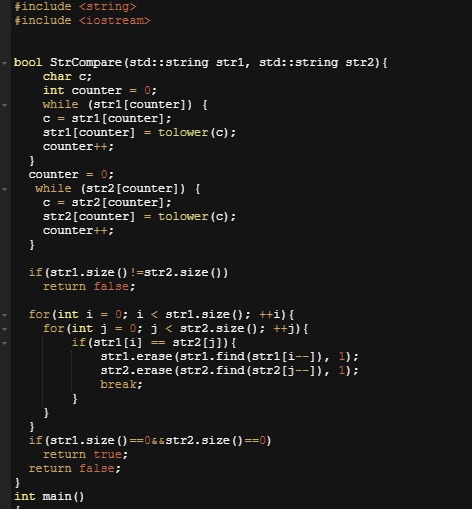 #include <string>
#include <iostream>
bool StrCompare(std::string str1, std::string str2){
char c;
int counter = 0;
while (str1[counter]) {
c = str1[counter];
str1[counter] = tolower(c);
counter++;
}
counter = 0;
while (str2[counter]) {
c = str2[counter];
str2[counter] = tolower(c);
counter++;
}
if(str1.size()!=str2.size())
return false;
for(int i = 0; i < str1.size(); ++i){
for(int j = 0; j < str2.size(); ++j){
if(str1[i] == str2[j]){
str1.erase(str1.find(str1[i--]), 1);
str2.erase(str2.find(str2[j--]), 1);
break;
}
}
}
if(str1.size()==0&&str2.size()==0)
return true;
return false;
}
int main()